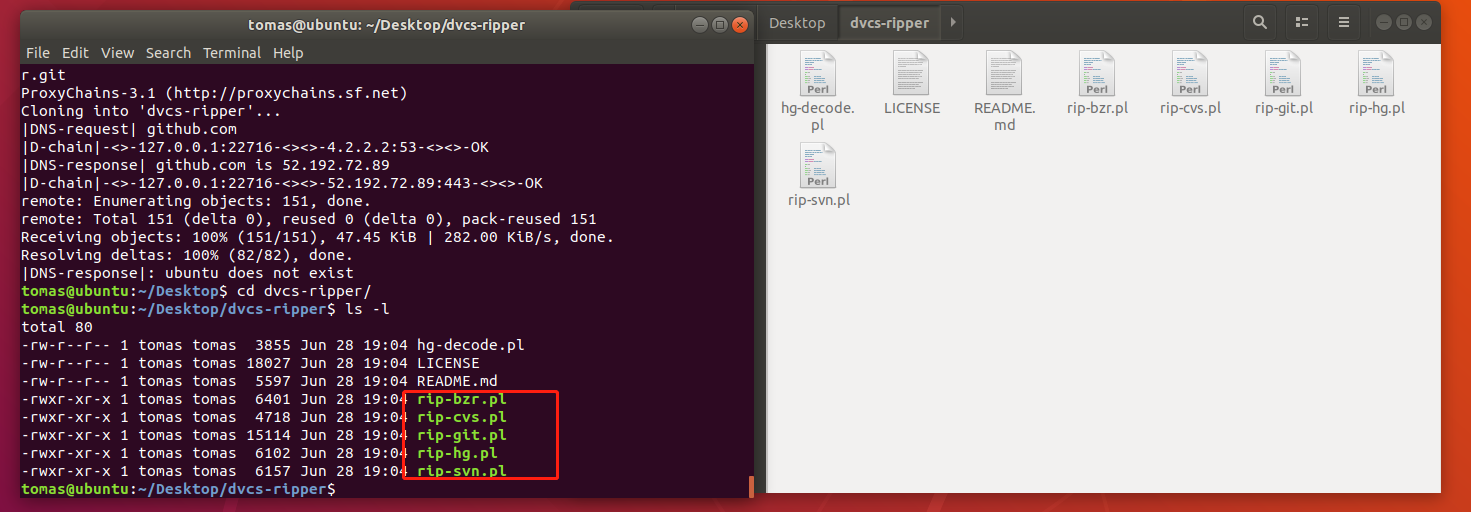 tomas@ubuntu: ~/Desktop/dvcs-ripper
File Edit View Search Terminal Help
r.git
ProxyChains-3.1 (http://proxychains.sf.net)
Cloning into 'dvcs-ripper'...
|DNS-request| github.com
|D-chain|-<>-127.0.0.1:22716-<><>-4.2.2.2:53-<><>-OK
|DNS-response| github.com is 52.192.72.89
|D-chain|-<>-127.0.0.1:22716-<><>-52.192.72.89:443-<><>-OK
remote: Enumerating objects: 151, done.
remote: Total 151 (delta 0), reused 0 (delta 0), pack-reused 151
Receiving objects: 100% (151/151), 47.45 KiB | 282.00 KiB/s, done.
Resolving deltas: 100% (82/82), done.
|DNS-response|: ubuntu does not exist
tomas@ubuntu:~/Desktop$ cd dvcs-ripper/
tomas@ubuntu:~/Desktop/dvcs-ripper$ ls -l
total 80
-rw-r--r-- 1 tomas tomas  3855 Jun 28 19:04 hg-decode.pl
-rw-r--r-- 1 tomas tomas 18027 Jun 28 19:04 LICENSE
-rw-r--r-- 1 tomas tomas  5597 Jun 28 19:04 README.md
-rwxr-xr-x 1 tomas tomas  6401 Jun 28 19:04 rip-bzr.pl
-rwxr-xr-x 1 tomas tomas  4718 Jun 28 19:04 rip-cvs.pl
-rwxr-xr-x 1 tomas tomas 15114 Jun 28 19:04 rip-git.pl
-rwxr-xr-x 1 tomas tomas  6102 Jun 28 19:04 rip-hg.pl
-rwxr-xr-x 1 tomas tomas  6157 Jun 28 19:04 rip-svn.pl
tomas@ubuntu:~/Desktop/dvcs-ripper$
Desktop dvcs-ripper
Perl Perl Perl Perl Perl
hg-decode. LICENSE README. rip-bzr.pl rip-cvs.pl rip-git.pl rip-hg.pl
pl md
Perl
rip-svn.pl